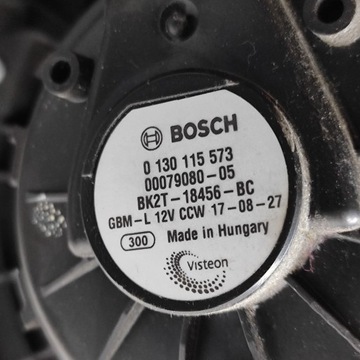 BOSCH
0 130 115 573
00079080-05
BK2T-18456-BC
GBM-L 12V CCW 17-08-27
300 Made in Hungary
Visteon